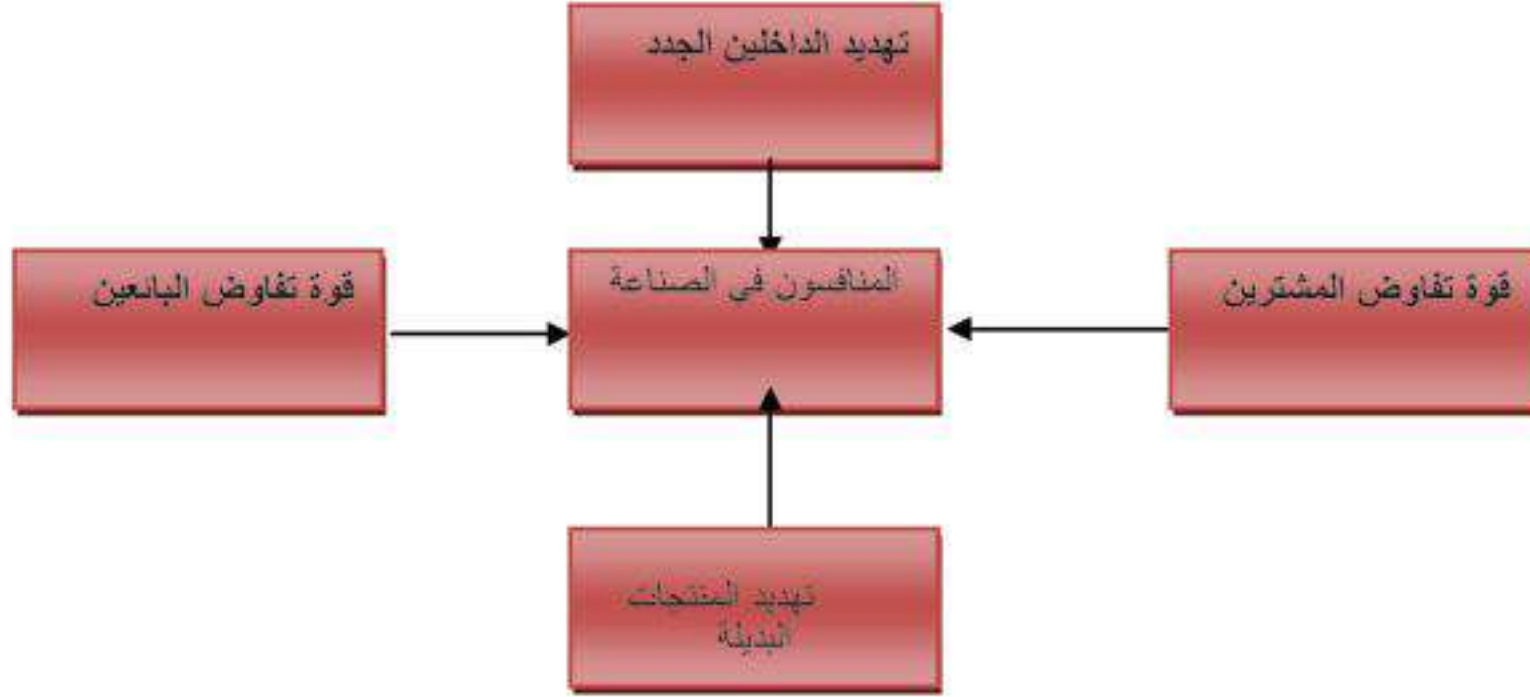 تهديد الداخلين الجدد
قوة تفاوض المشترين
المنافسون في الصناعة
قوة تفاوض البائعين
تهديد المنتجات
البديلة